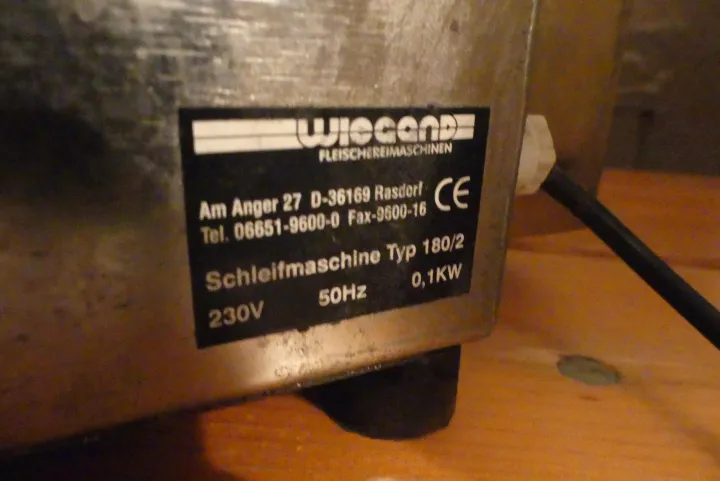 WIEGAND
FLEISCHEREIMASCHINEN
Am Anger 27 D-36169 Rasdorf
Tel. 06651-9600-0 Fax-9600-16
CE
Schleifmaschine Typ 180/2
230V 50Hz 0,1KW